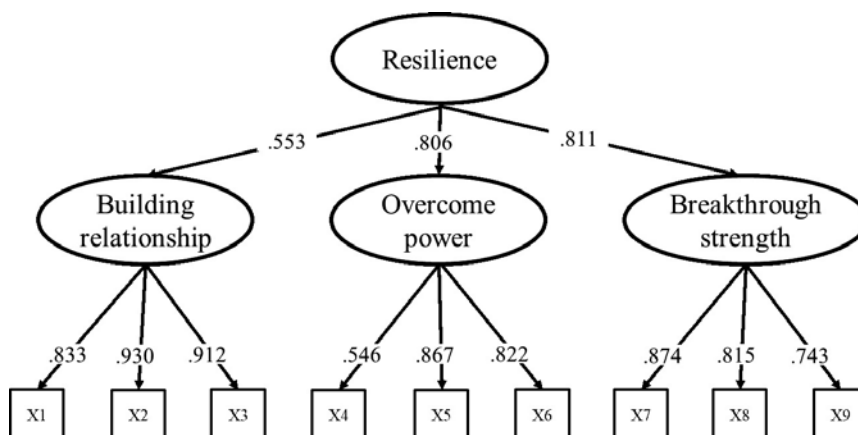 Resilience
.553
.806
.811
Building
relationship
Overcome
power
Breakthrough
strength
.833
.930
.912
.546
.867
.822
.874
.815
.743
X1
X2
X3
X4
X5
X6
X7
X8
X9